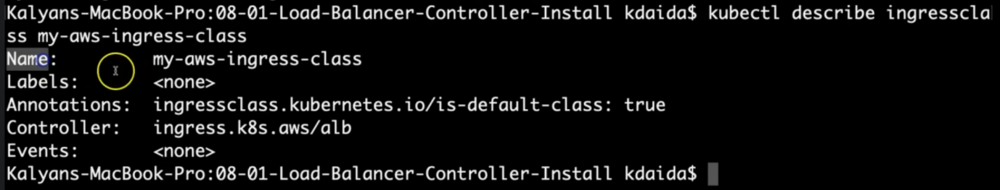 Kalyans-MacBook-Pro:08-01-Load-Balancer-Controller-Install kdaida$ kubectl describe ingresscla
ss my-aws-ingress-class
Name: my-aws-ingress-class
Labels: <none>
Annotations: ingressclass.kubernetes.io/is-default-class: true
Controller: ingress.k8s.aws/alb
Events: <none>
Kalyans-MacBook-Pro:08-01-Load-Balancer-Controller-Install kdaida$